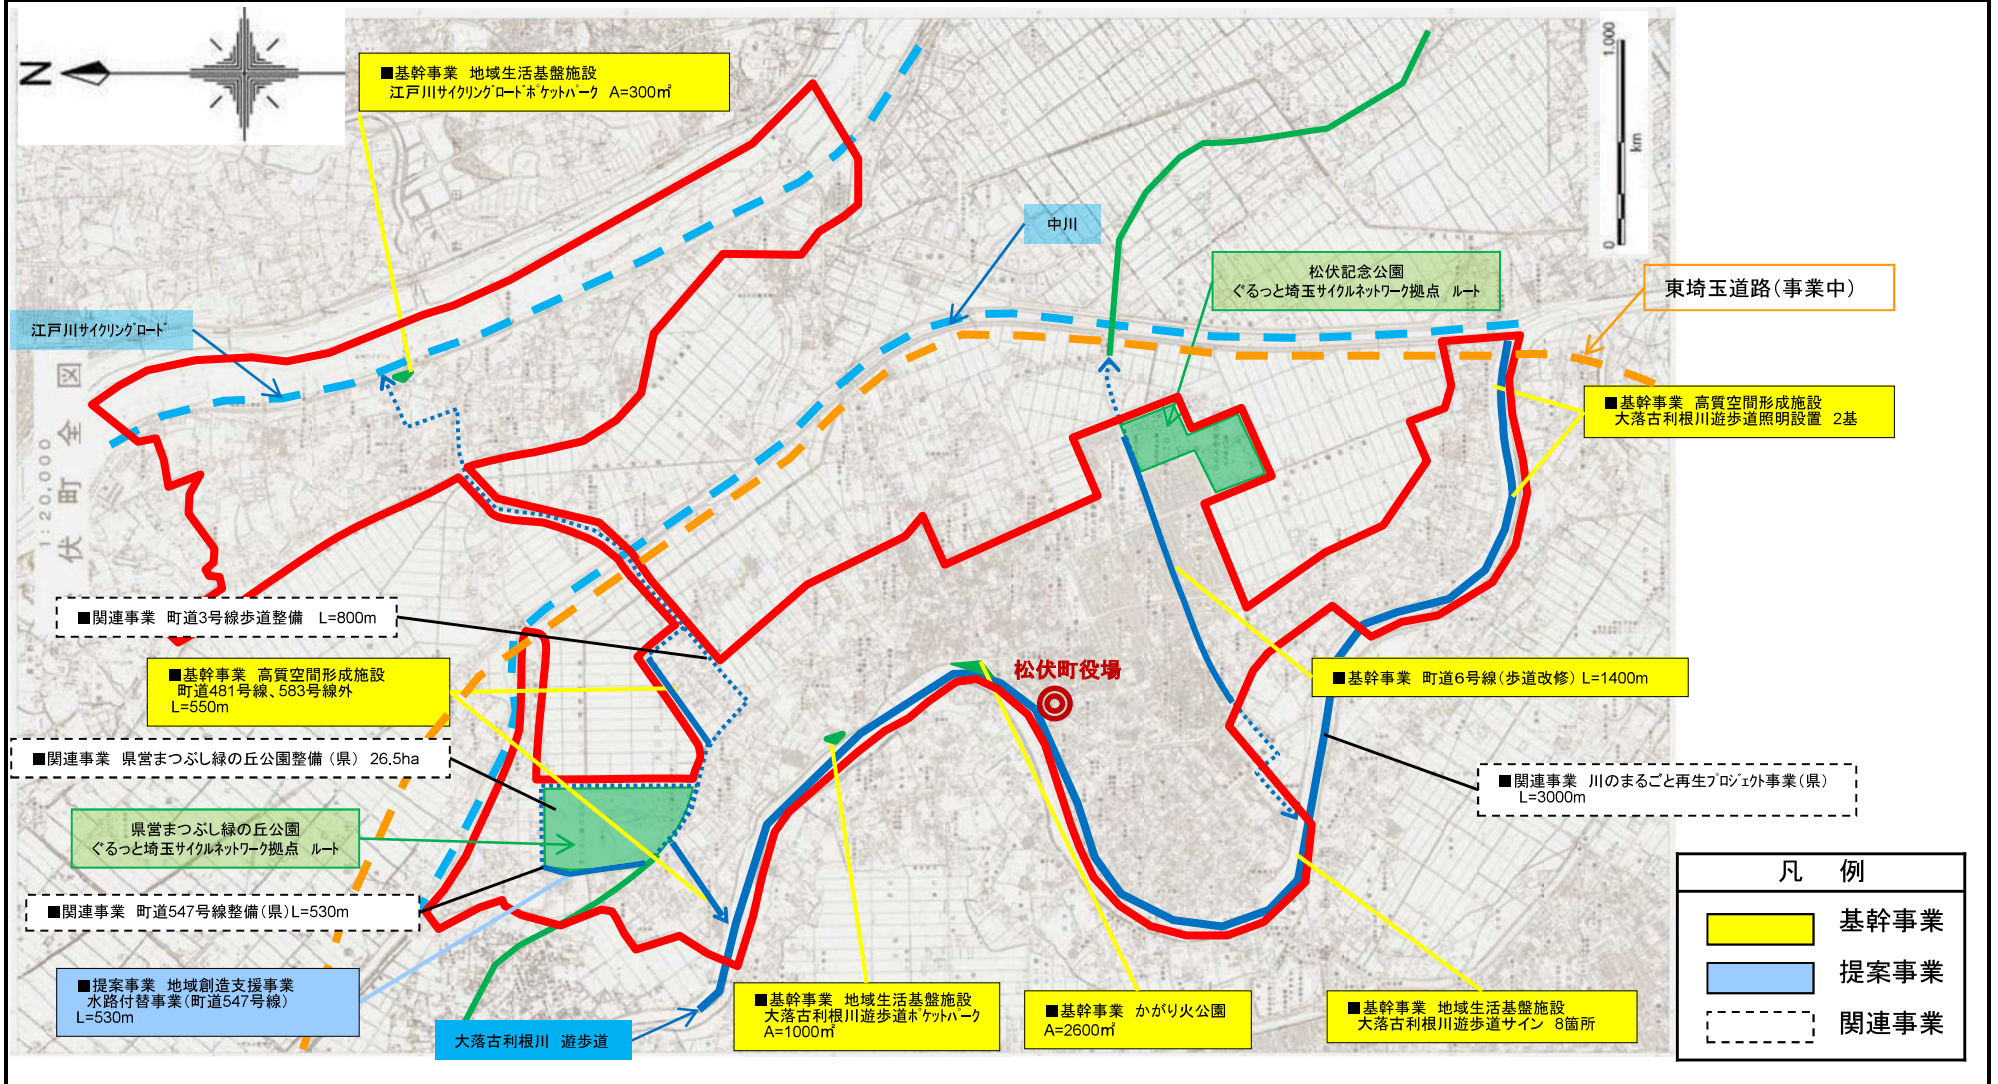 N
■基幹事業 地域生活基盤施設
江戸川サイクリングロードポケットパーク A=300㎡
1,000
km
0
中川
松伏記念公園
ぐるっと埼玉サイクルネットワーク拠点 ルート
東埼玉道路(事業中)
江戸川サイクリングロード
1:20,000
伏町全図
■基幹事業 高質空間形成施設
大落古利根川遊歩道照明設置 2基
■関連事業 町道3号線歩道整備 L=800m
■基幹事業 高質空間形成施設
町道481号線、583号線外
L=550m
松伏町役場
■基幹事業 町道6号線(歩道改修) L=1400m
■関連事業 県営まつぶし緑の丘公園整備(県) 26.5ha
■関連事業 川のまるごと再生プロジェクト事業(県)
L=3000m
県営まつぶし緑の丘公園
ぐるっと埼玉サイクルネットワーク拠点 ルート
■関連事業 町道547号線整備(県)L=530m
■提案事業 地域創造支援事業
水路付替事業(町道547号線)
L=530m
大落古利根川 遊歩道
■基幹事業 地域生活基盤施設
大落古利根川遊歩道ポケットパーク
A=1000㎡
■基幹事業 かがり火公園
A=2600㎡
■基幹事業 地域生活基盤施設
大落古利根川遊歩道サイン 8箇所
凡 例
基幹事業
提案事業
関連事業